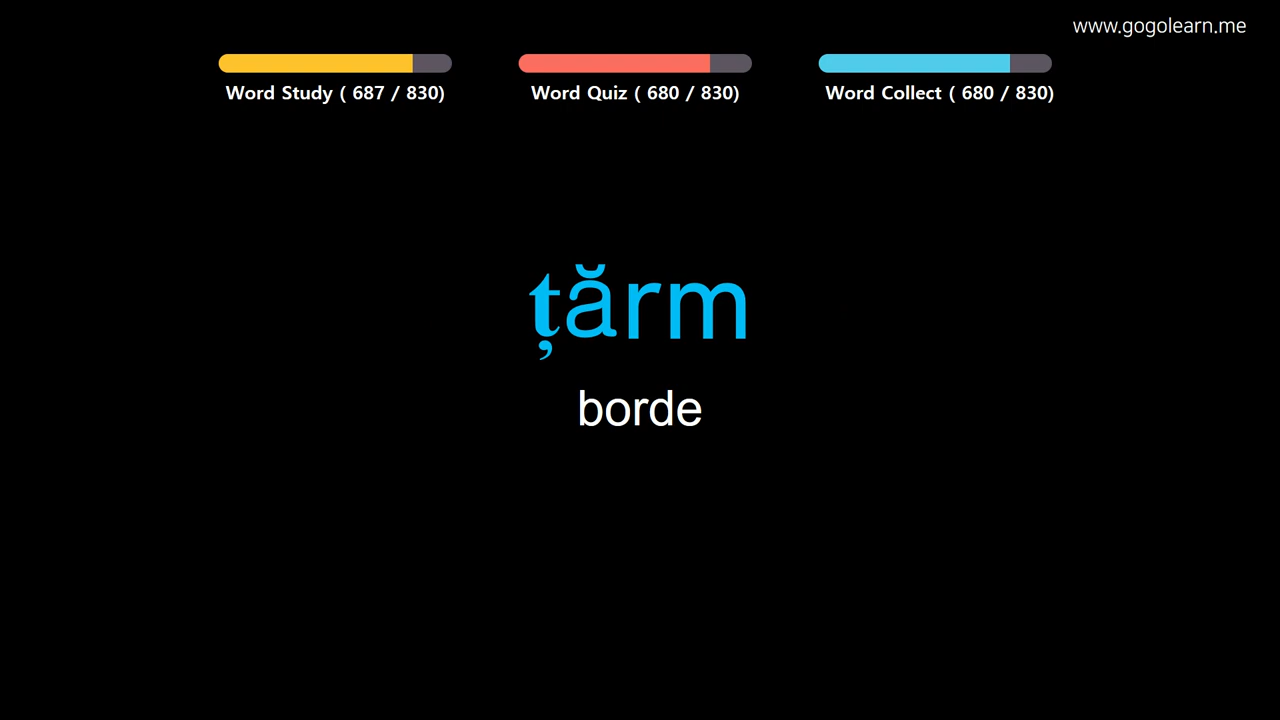 www.gogolearn.me
Word Study ( 687 / 830)
Word Quiz ( 680 / 830)
Word Collect ( 680 / 830)
țărm
borde